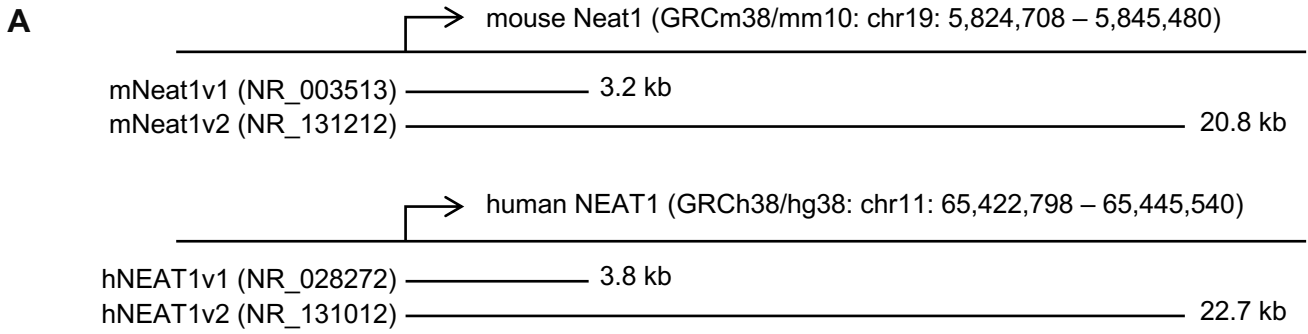 A
mouse Neat1 (GRCm38/mm10: chr19: 5,824,708 – 5,845,480)
mNeat1v1 (NR_003513) 3.2 kb
mNeat1v2 (NR_131212) 20.8 kb
human NEAT1 (GRCh38/hg38: chr11: 65,422,798 – 65,445,540)
hNEAT1v1 (NR_028272) 3.8 kb
hNEAT1v2 (NR_131012) 22.7 kb